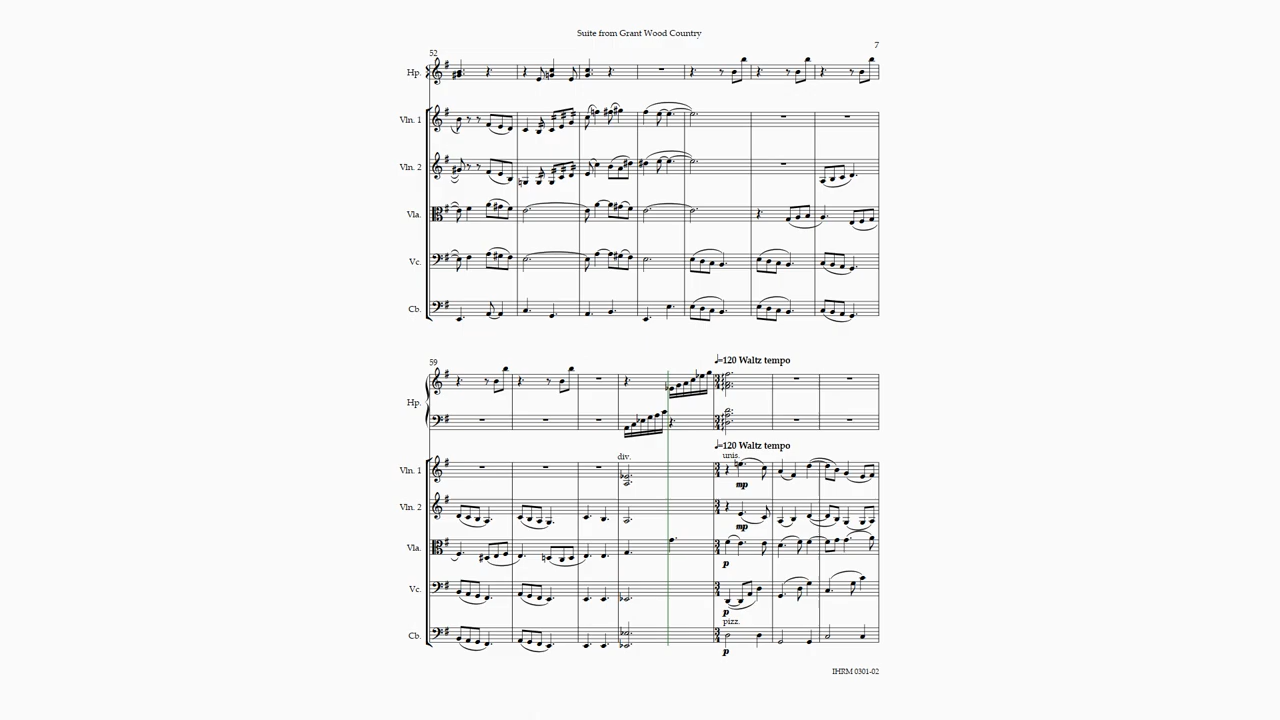 Suite from Grant Wood Country
7
52
Hp.
Vln. 1
Vln. 2
Vla.
Vc.
Cb.
59
♩=120 Waltz tempo
Hp.
♩=120 Waltz tempo
div.
unis.
Vln. 1
mp
Vln. 2
mp
Vla.
p
Vc.
p
pizz.
Cb.
p
IHRM 0301-02